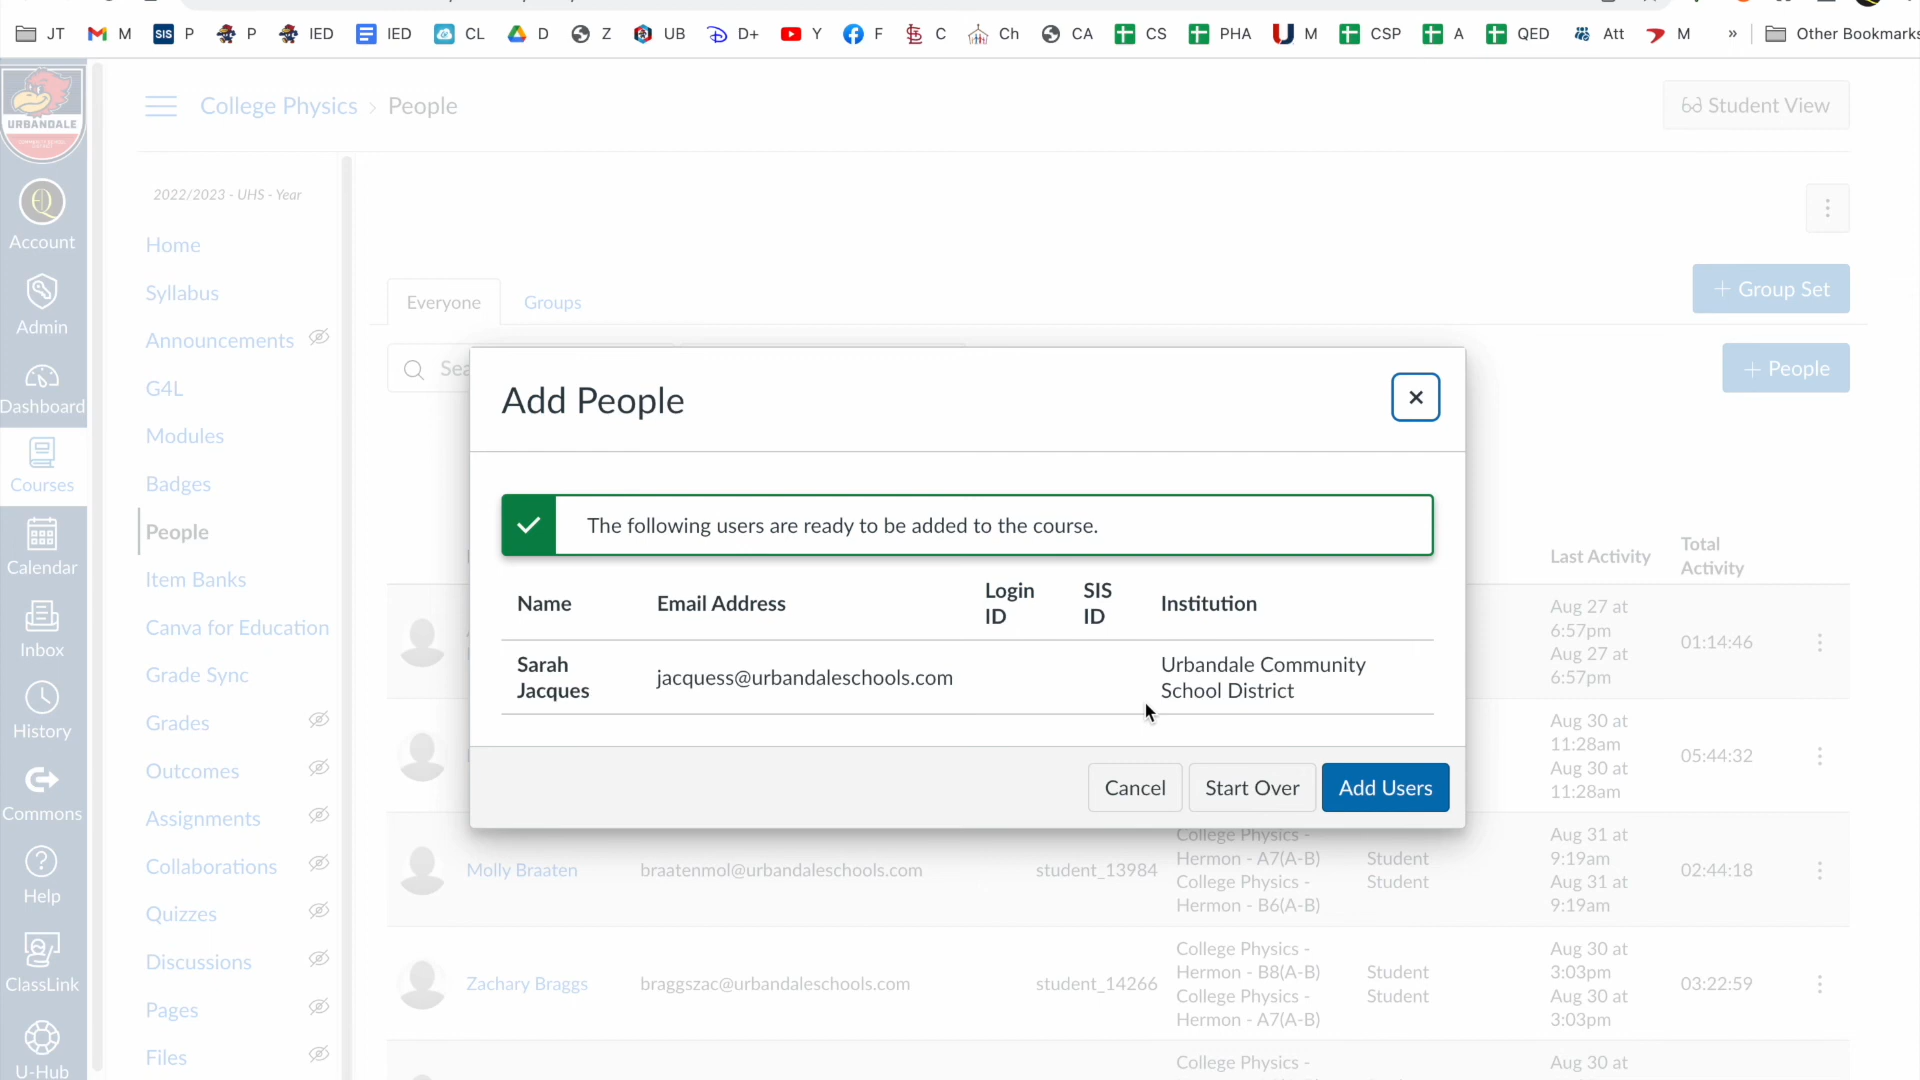 JT M SIS P P IED IED CL D Z UB D+ Y F C Ch CA CS PHA M CSP A QED Att M » Other Bookmarks
URBANDALE
College Physics › People
Student View
2022/2023 - UHS - Year
Account
Admin
Dashboard
Courses
Calendar
Inbox
History
Commons
Help
ClassLink
U-Hub
Home
Syllabus
Announcements
G4L
Modules
Badges
People
Item Banks
Canva for Education
Grade Sync
Grades
Outcomes
Assignments
Collaborations
Quizzes
Discussions
Pages
Files
Everyone Groups
+ Group Set
Sea
+ People
Add People
The following users are ready to be added to the course.
Name Email Address Login ID SIS ID Institution
Sarah Jacques jacquess@urbandaleschools.com Urbandale Community School District
Cancel Start Over Add Users
Last Activity Total Activity
Aug 27 at
6:57pm
Aug 27 at
6:57pm
01:14:46
Aug 30 at
11:28am
Aug 30 at
11:28am
05:44:32
Molly Braaten braatenmol@urbandaleschools.com student_13984
College Physics -
Hermon - A7(A-B)
College Physics -
Hermon - B6(A-B)
Student
Student
Aug 31 at
9:19am
Aug 31 at
9:19am
02:44:18
Zachary Braggs braggszac@urbandaleschools.com student_14266
College Physics -
Hermon - B8(A-B)
College Physics -
Hermon - A7(A-B)
Student
Student
Aug 30 at
3:03pm
Aug 30 at
3:03pm
03:22:59
College Physics -
Aug 30 at